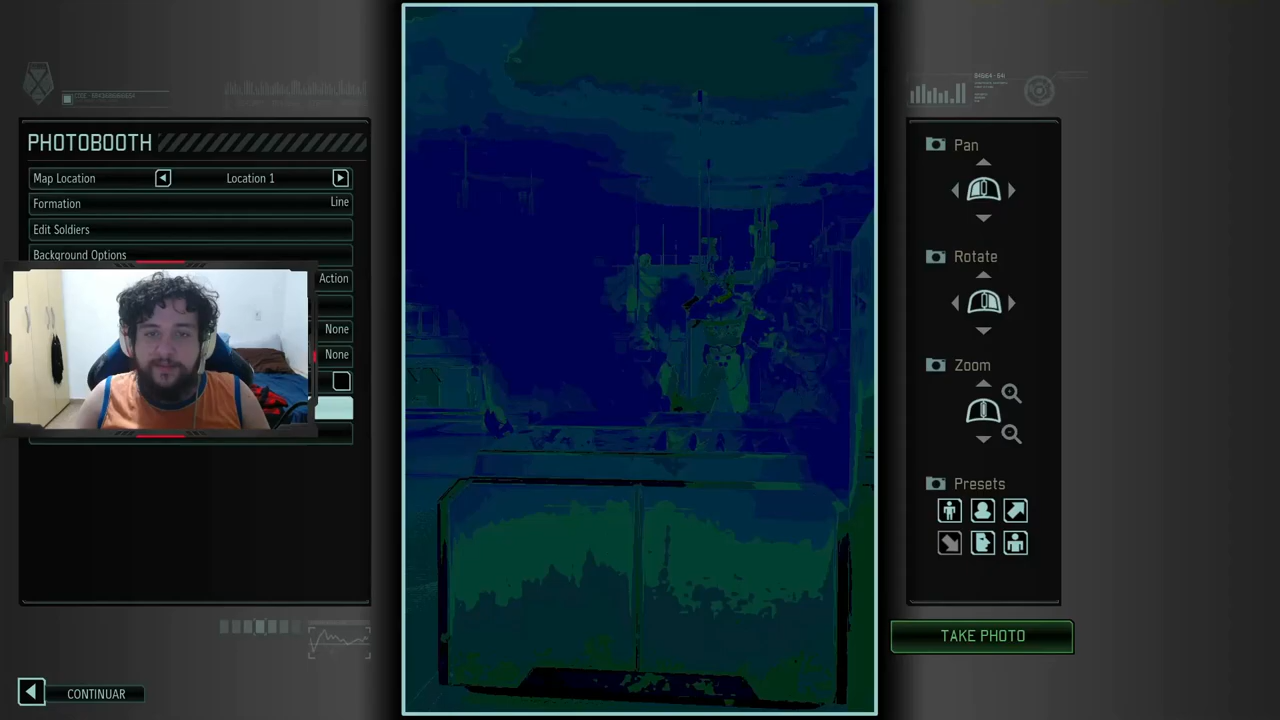 PHOTOBOOTH
Map Location
Location 1
Formation
Line
Edit Soldiers
Background Options
Action
None
None
CONTINUAR
Pan
Rotate
Zoom
Presets
TAKE PHOTO